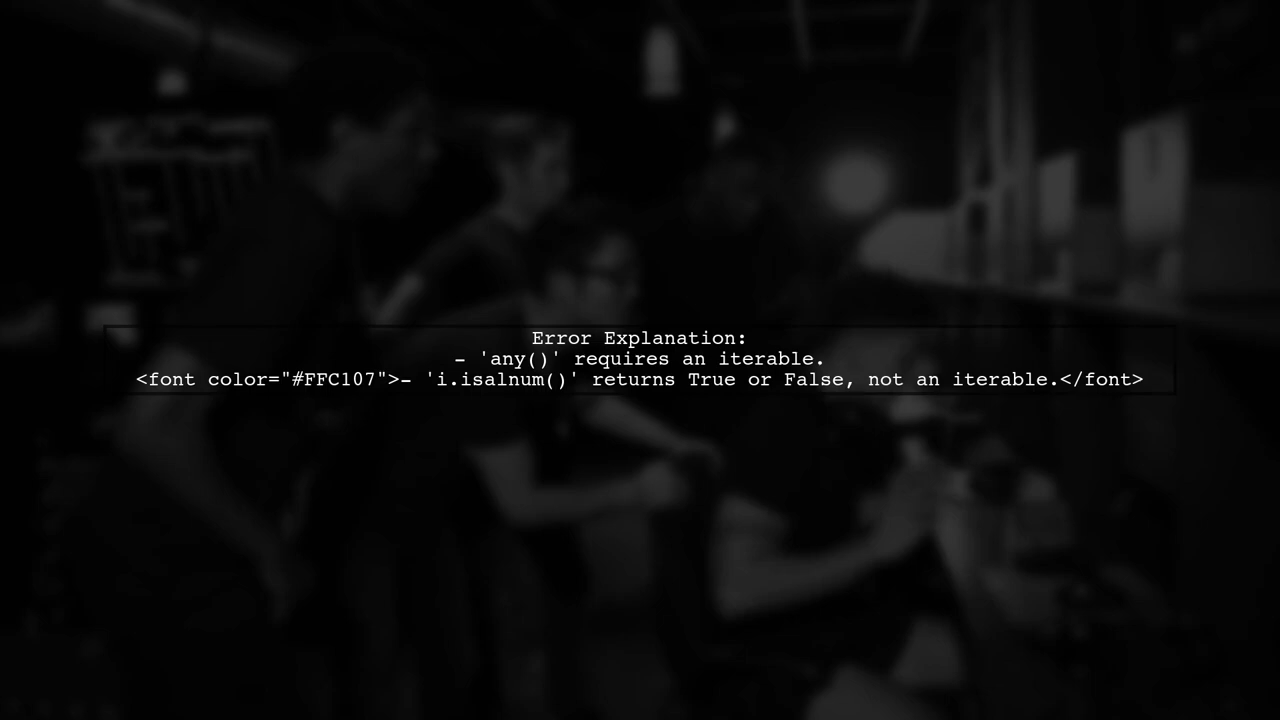 Error Explanation:
- 'any()' requires an iterable.
<font color="#FFC107">- 'i.isalnum()' returns True or False, not an iterable.</font>